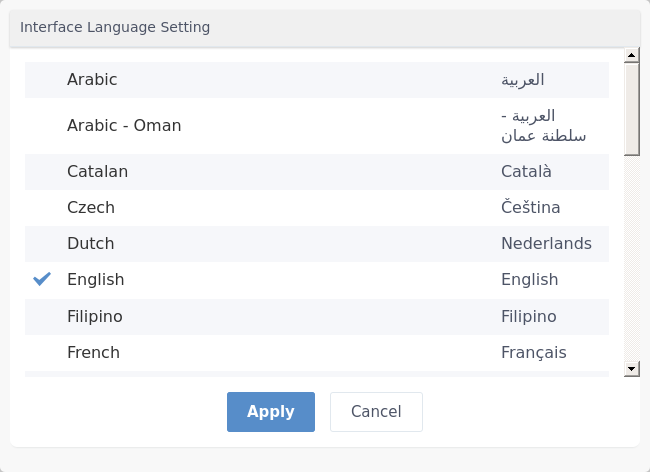 Interface Language Setting
Arabic العربية
Arabic - Oman العربية -
سلطنة عمان
Catalan Català
Czech Čeština
Dutch Nederlands
English English
Filipino Filipino
French Français
Apply Cancel